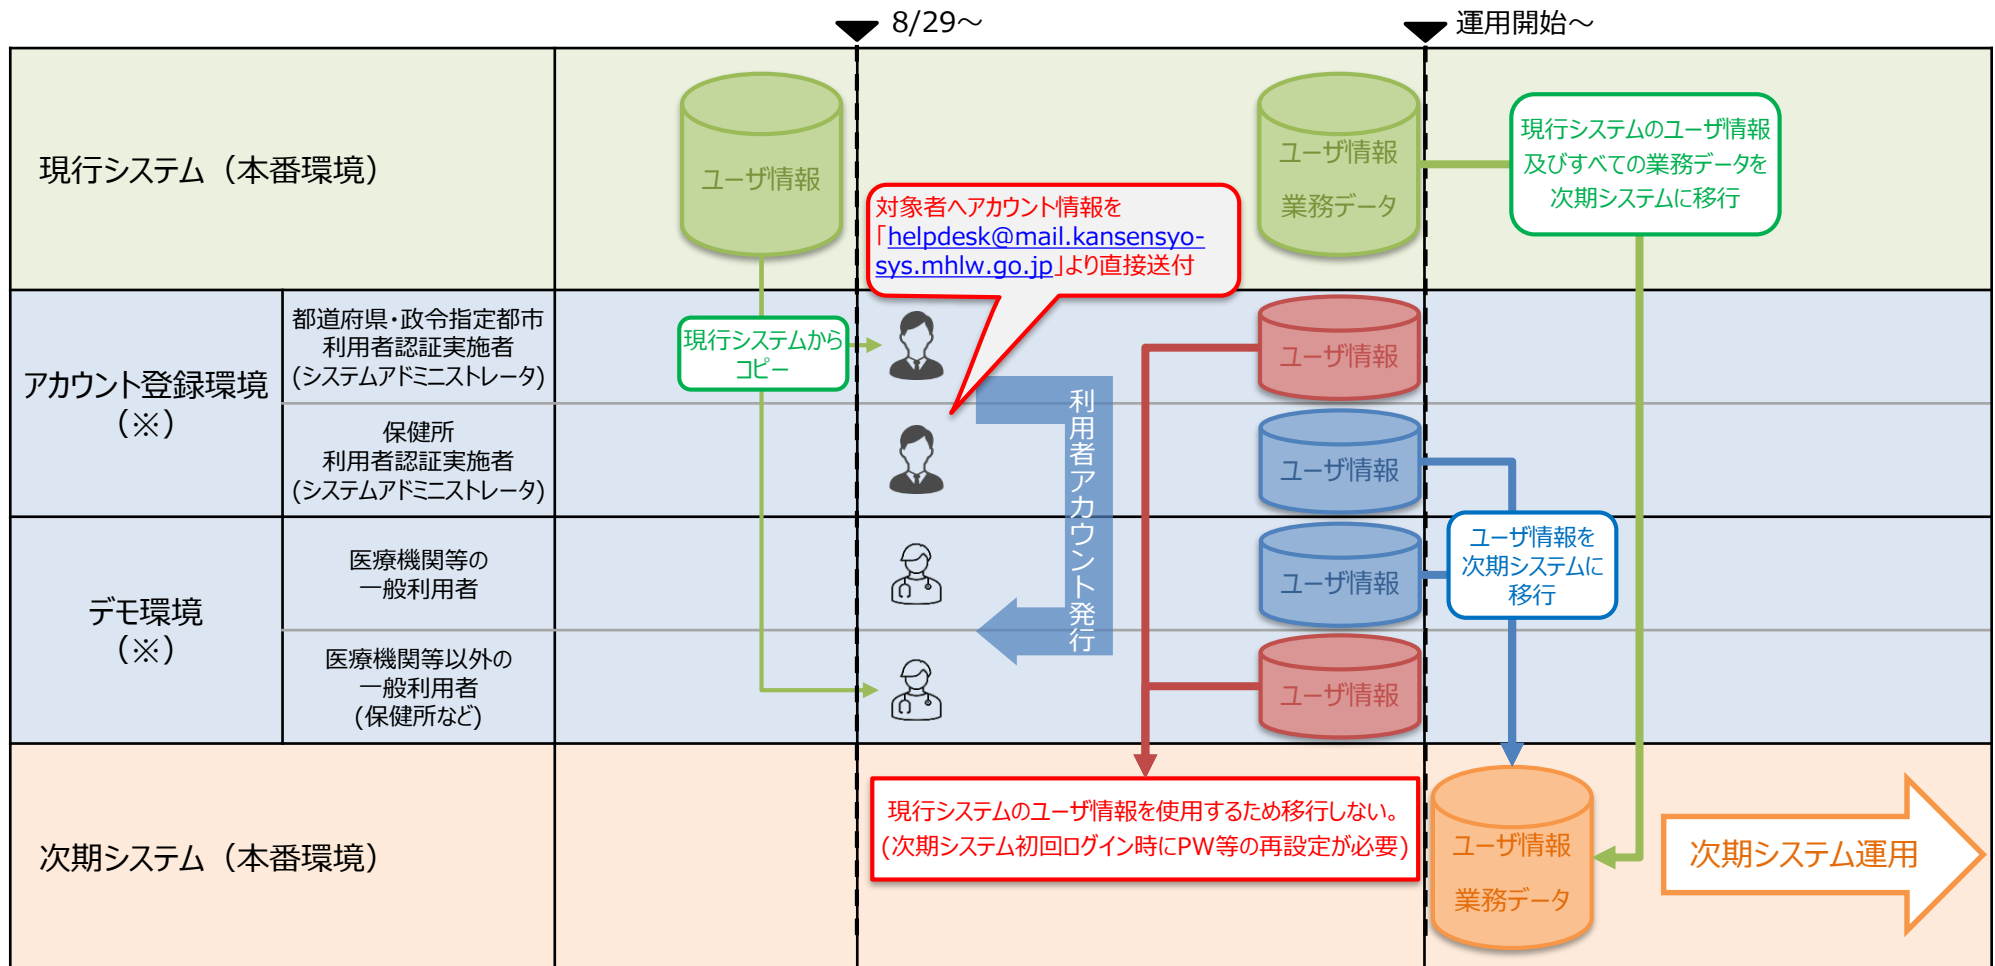 8/29～
運用開始～
現行システム（本番環境）
ユーザ情報
ユーザ情報
業務データ
現行システムのユーザ情報
及びすべての業務データを
次期システムに移行
対象者へアカウント情報を
「helpdesk@mail.kansensyo-
sys.mhlw.go.jp」より直接送付
アカウント登録環境
（※）
都道府県・政令指定都市
利用者認証実施者
(システムアドミニストレータ)
現行システムから
コピー
ユーザ情報
保健所
利用者認証実施者
(システムアドミニストレータ)
利用者アカウント発行
ユーザ情報
デモ環境
（※）
医療機関等の
一般利用者
ユーザ情報
ユーザ情報を
次期システムに
移行
医療機関等以外の
一般利用者
(保健所など)
ユーザ情報
次期システム（本番環境）
現行システムのユーザ情報を使用するため移行しない。
(次期システム初回ログイン時にPW等の再設定が必要)
ユーザ情報
業務データ
次期システム運用